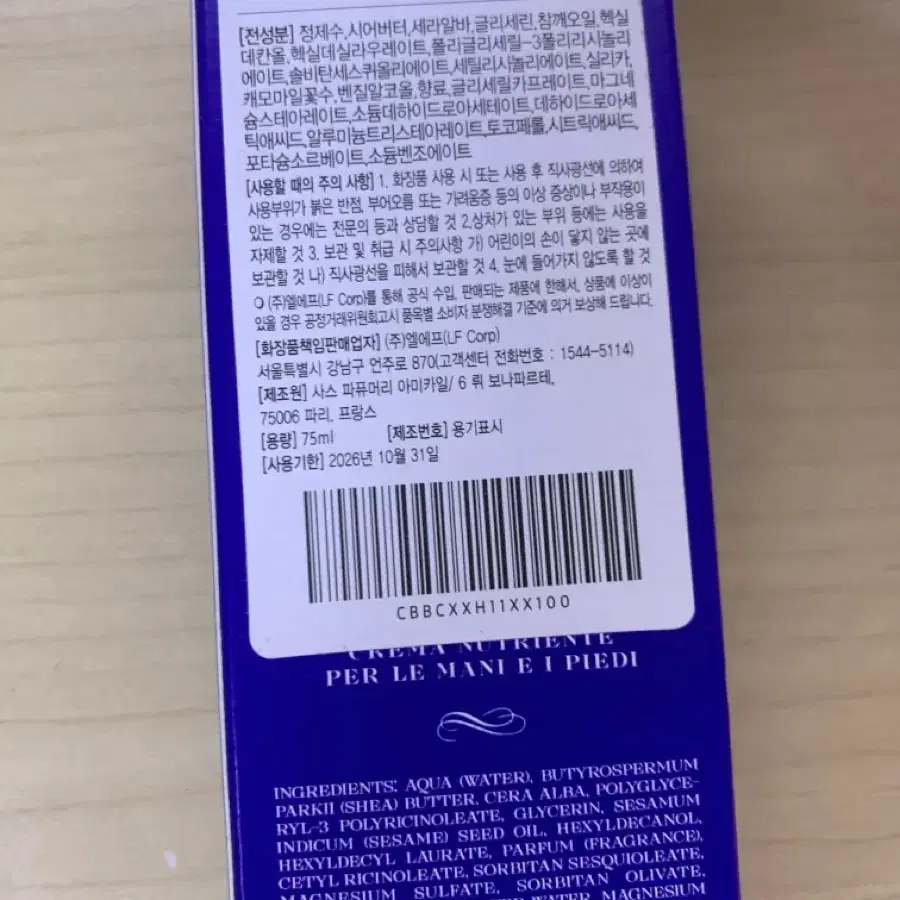 [전성분] 정제수,시어버터,세라알바,글리세린,참깨오일,헥실
데칸올,헥실데실라우레이트,폴리글리세릴-3폴리리시놀리
에이트,솔비탄세스퀴올리에이트,세틸리시놀리에이트,실리카,
캐모마일꽃수,벤질알코올,향료,글리세릴카프레이트,마그네
슘스테아레이트,소듐데하이드로아세테이트,데하이드로아세
틱애씨드,알루미늄트리스테아레이트,토코페롤,시트릭애씨드,
포타슘소르베이트,소듐벤조에이트
[사용할 때의 주의 사항] 1. 화장품 사용 시 또는 사용 후 직사광선에 의하여
사용부위가 붉은 반점, 부어오름 또는 가려움증 등의 이상 증상이나 부작용이
있는 경우에는 전문의 등과 상담할 것 2.상처가 있는 부위 등에는 사용을
자제할 것 3. 보관 및 취급 시 주의사항 가) 어린이의 손이 닿지 않는 곳에
보관할 것 나) 직사광선을 피해서 보관할 것 4. 눈에 들어가지 않도록 할 것
○ (주)엘에프(LF Corp)를 통해 공식 수입, 판매되는 제품에 한해서, 상품에 이상이
있을 경우 공정거래위원회고시 품목별 소비자 분쟁해결 기준에 의거 보상해 드립니다.
[화장품책임판매업자] (주)엘에프(LF Corp)
서울특별시 강남구 언주로 870(고객센터 전화번호 : 1544-5114)
[제조원] 사스 파퓨머리 아미카일/ 6 뤼 보나파르테,
75006 파리, 프랑스
[용량] 75ml [제조번호] 용기표시
[사용기한] 2026년 10월 31일
CBBCXXH11XX100
CREMA NUTRIENTE
PER LE MANI E I PIEDI
INGREDIENTS: AQUA (WATER), BUTYROSPERMUM
PARKII (SHEA) BUTTER, CERA ALBA, POLYGLYCE-
RYL-3 POLYRICINOLEATE, GLYCERIN, SESAMUM
INDICUM (SESAME) SEED OIL, HEXYLDECANOL,
HEXYLDECYL LAURATE, PARFUM (FRAGRANCE),
CETYL RICINOLEATE, SORBITAN SESQUIOLEATE,
MAGNESIUM SULFATE, SORBITAN OLIVATE,
WATER, MAGNESIUM